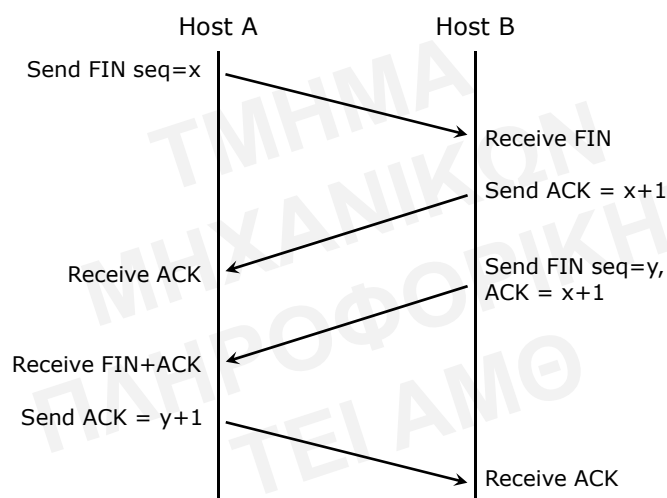 Host A
Host B
Send FIN seq=x
Receive FIN
Send ACK = x+1
Receive ACK
Send FIN seq=y,
ACK = x+1
Receive FIN+ACK
Send ACK = y+1
Receive ACK
ΤΜΗΜΑ
ΜΗΧΑΝΙΚΩΝ
ΠΛΗΡΟΦΟΡΙΚΗ
ΤΕΙ ΑΜΘ